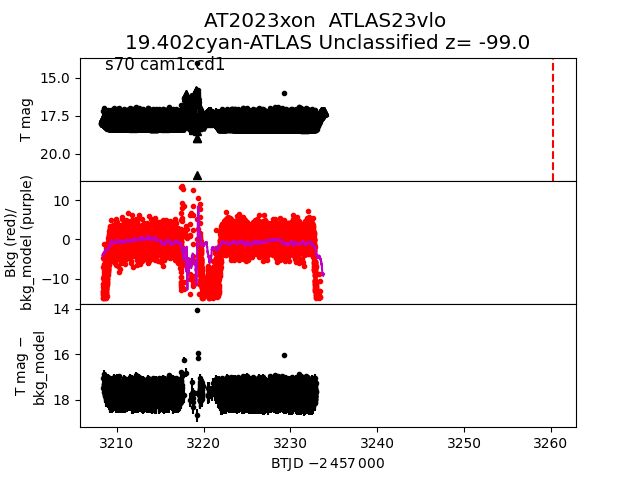 AT2023xon ATLAS23vlo
19.402cyan-ATLAS Unclassified z= -99.0
s70 cam1ccd1
T mag
15.0
17.5
20.0
Bkg (red)/
bkg_model (purple)
10
0
−10
T mag −
bkg_model
14
16
18
3210 3220 3230 3240 3250 3260
BTJD −2 457 000